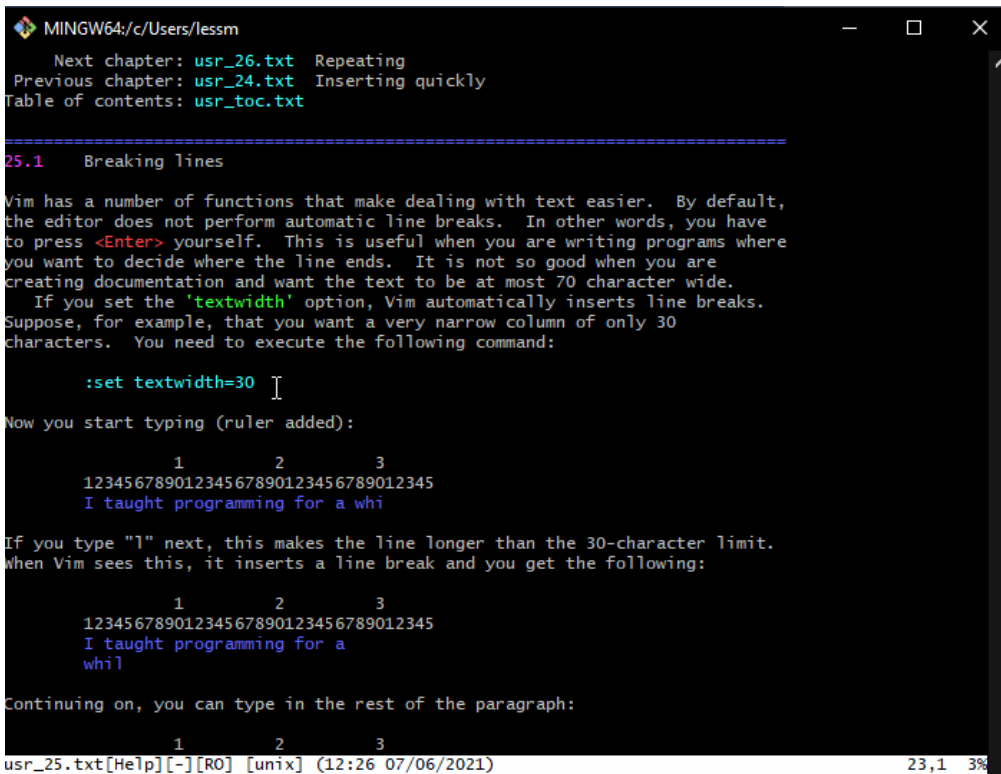 MINGW64:/c/Users/lessm
Next chapter: usr_26.txt  Repeating
Previous chapter: usr_24.txt  Inserting quickly
Table of contents: usr_toc.txt
==============================================================================
25.1    Breaking lines
Vim has a number of functions that make dealing with text easier.  By default,
the editor does not perform automatic line breaks.  In other words, you have
to press <Enter> yourself.  This is useful when you are writing programs where
you want to decide where the line ends.  It is not so good when you are
creating documentation and want the text to be at most 70 character wide.
   If you set the 'textwidth' option, Vim automatically inserts line breaks.
Suppose, for example, that you want a very narrow column of only 30
characters.  You need to execute the following command:
        :set textwidth=30
Now you start typing (ruler added):
                 1         2         3
        12345678901234567890123456789012345
        I taught programming for a whi
If you type "l" next, this makes the line longer than the 30-character limit.
When Vim sees this, it inserts a line break and you get the following:
                 1         2         3
        12345678901234567890123456789012345
        I taught programming for a
        whil
Continuing on, you can type in the rest of the paragraph:
                 1         2         3
usr_25.txt[Help][-][RO] [unix] (12:26 07/06/2021)    23,1  3%